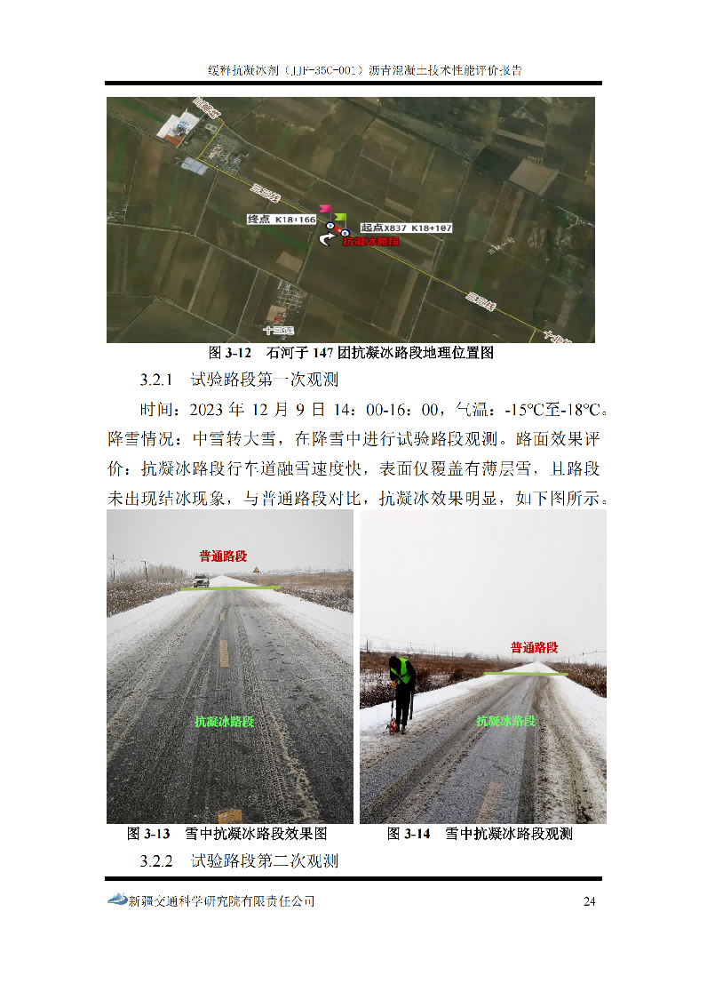 缓释抗凝冰剂（JJF-35C-001）沥青混凝土技术性能评价报告
三三线
终点 K18+166
起点X837 K18+107
抗凝冰路段
吉林一号
三三线
十三连
图 3-12 石河子 147 团抗凝冰路段地理位置图
3.2.1 试验路段第一次观测
时间：2023 年 12 月 9 日 14：00-16：00，气温：-15℃至-18℃。
降雪情况：中雪转大雪，在降雪中进行试验路段观测。路面效果评
价：抗凝冰路段行车道融雪速度快，表面仅覆盖有薄层雪，且路段
未出现结冰现象，与普通路段对比，抗凝冰效果明显，如下图所示。
普通路段
抗凝冰路段
普通路段
抗凝冰路段
图 3-13 雪中抗凝冰路段效果图
图 3-14 雪中抗凝冰路段观测
3.2.2 试验路段第二次观测
新疆交通科学研究院有限责任公司
24